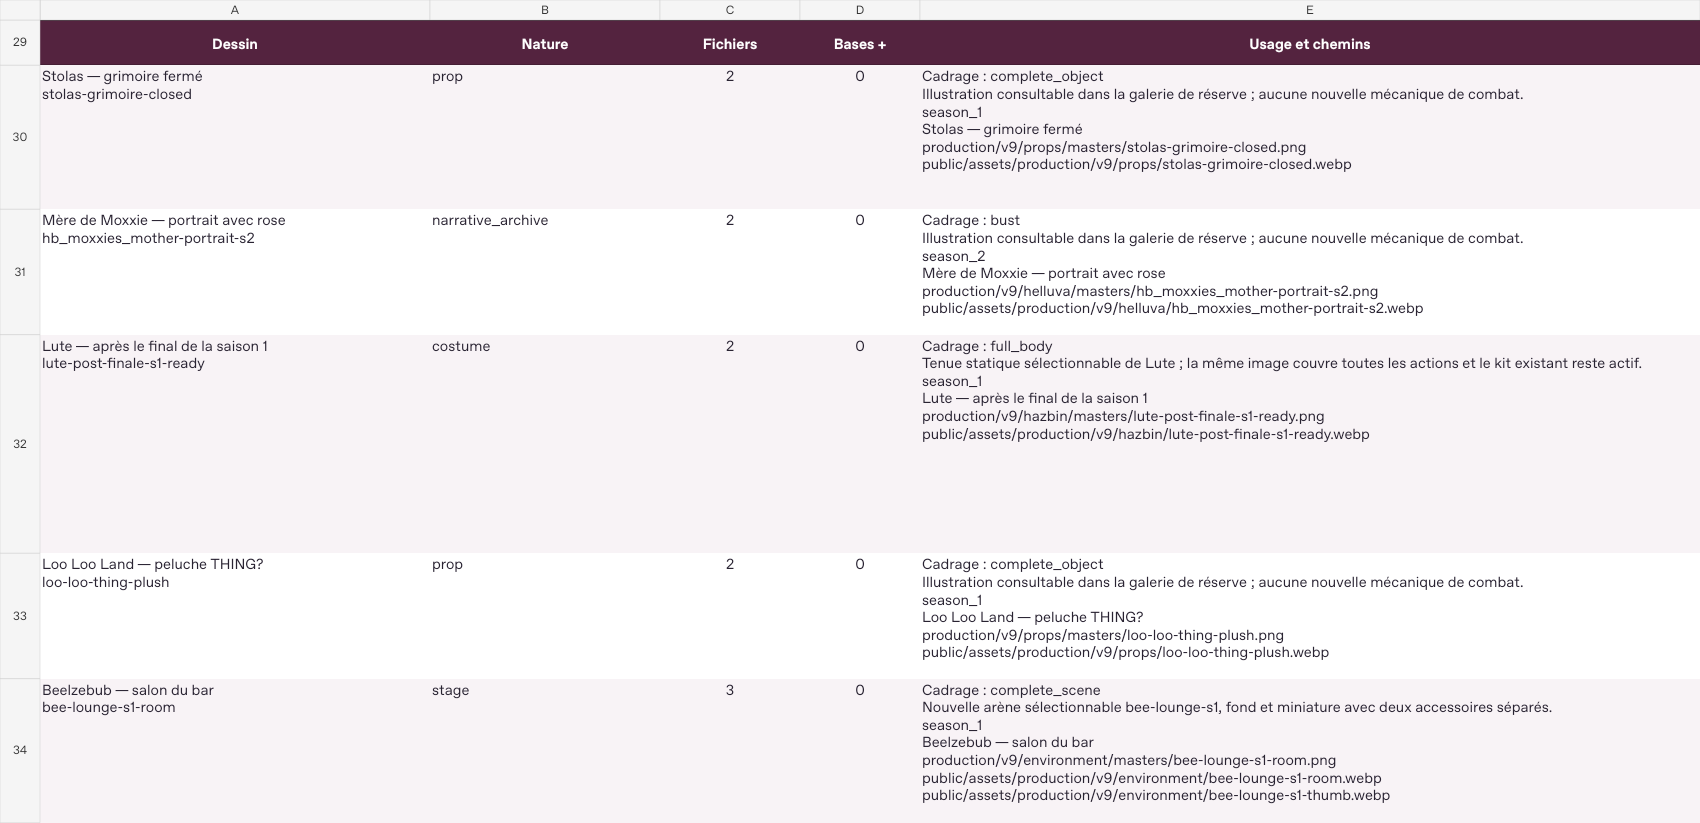 A B C D E
29 Dessin Nature Fichiers Bases + Usage et chemins
30 Stolas — grimoire fermé prop 2 0 Cadrage : complete_object
stolas-grimoire-closed Illustration consultable dans la galerie de réserve ; aucune nouvelle mécanique de combat.
season_1
Stolas — grimoire fermé
production/v9/props/masters/stolas-grimoire-closed.png
public/assets/production/v9/props/stolas-grimoire-closed.webp
31 Mère de Moxxie — portrait avec rose narrative_archive 2 0 Cadrage : bust
hb_moxxies_mother-portrait-s2 Illustration consultable dans la galerie de réserve ; aucune nouvelle mécanique de combat.
season_2
Mère de Moxxie — portrait avec rose
production/v9/helluva/masters/hb_moxxies_mother-portrait-s2.png
public/assets/production/v9/helluva/hb_moxxies_mother-portrait-s2.webp
32 Lute — après le final de la saison 1 costume 2 0 Cadrage : full_body
lute-post-finale-s1-ready Tenue statique sélectionnable de Lute ; la même image couvre toutes les actions et le kit existant reste actif.
season_1
Lute — après le final de la saison 1
production/v9/hazbin/masters/lute-post-finale-s1-ready.png
public/assets/production/v9/hazbin/lute-post-finale-s1-ready.webp
33 Loo Loo Land — peluche THING? prop 2 0 Cadrage : complete_object
loo-loo-thing-plush Illustration consultable dans la galerie de réserve ; aucune nouvelle mécanique de combat.
season_1
Loo Loo Land — peluche THING?
production/v9/props/masters/loo-loo-thing-plush.png
public/assets/production/v9/props/loo-loo-thing-plush.webp
34 Beelzebub — salon du bar stage 3 0 Cadrage : complete_scene
bee-lounge-s1-room Nouvelle arène sélectionnable bee-lounge-s1, fond et miniature avec deux accessoires séparés.
season_1
Beelzebub — salon du bar
production/v9/environment/masters/bee-lounge-s1-room.png
public/assets/production/v9/environment/bee-lounge-s1-room.webp
public/assets/production/v9/environment/bee-lounge-s1-thumb.webp